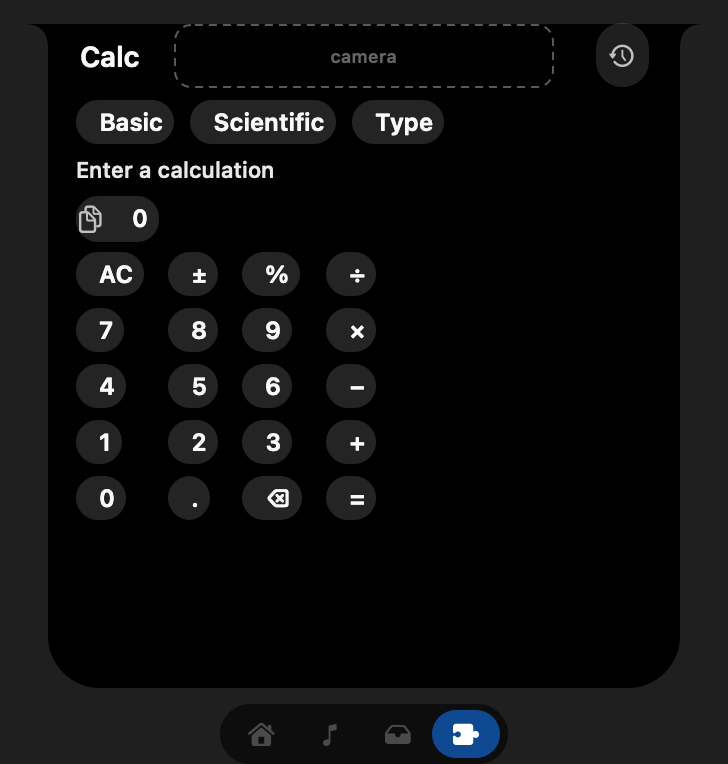 Calc camera
Basic Scientific Type
Enter a calculation
0
AC ± % ÷
7 8 9 ×
4 5 6 −
1 2 3 +
0 . =